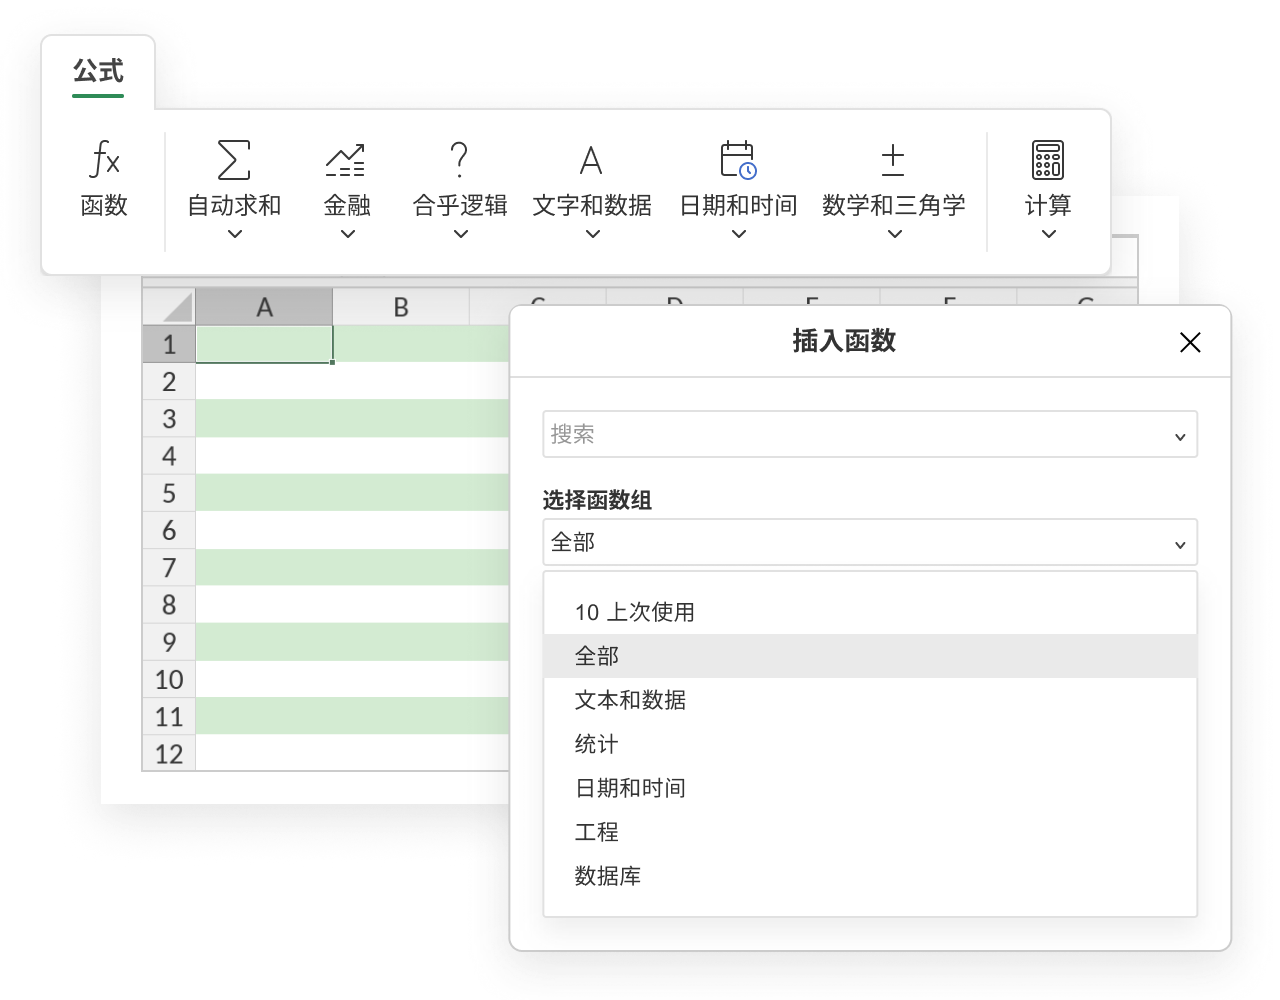 公式
函数
自动求和
金融
合乎逻辑
文字和数据
日期和时间
数学和三角学
计算
A
B
1
2
3
4
5
6
7
8
9
10
11
12
插入函数
搜索
选择函数组
全部
10 上次使用
全部
文本和数据
统计
日期和时间
工程
数据库